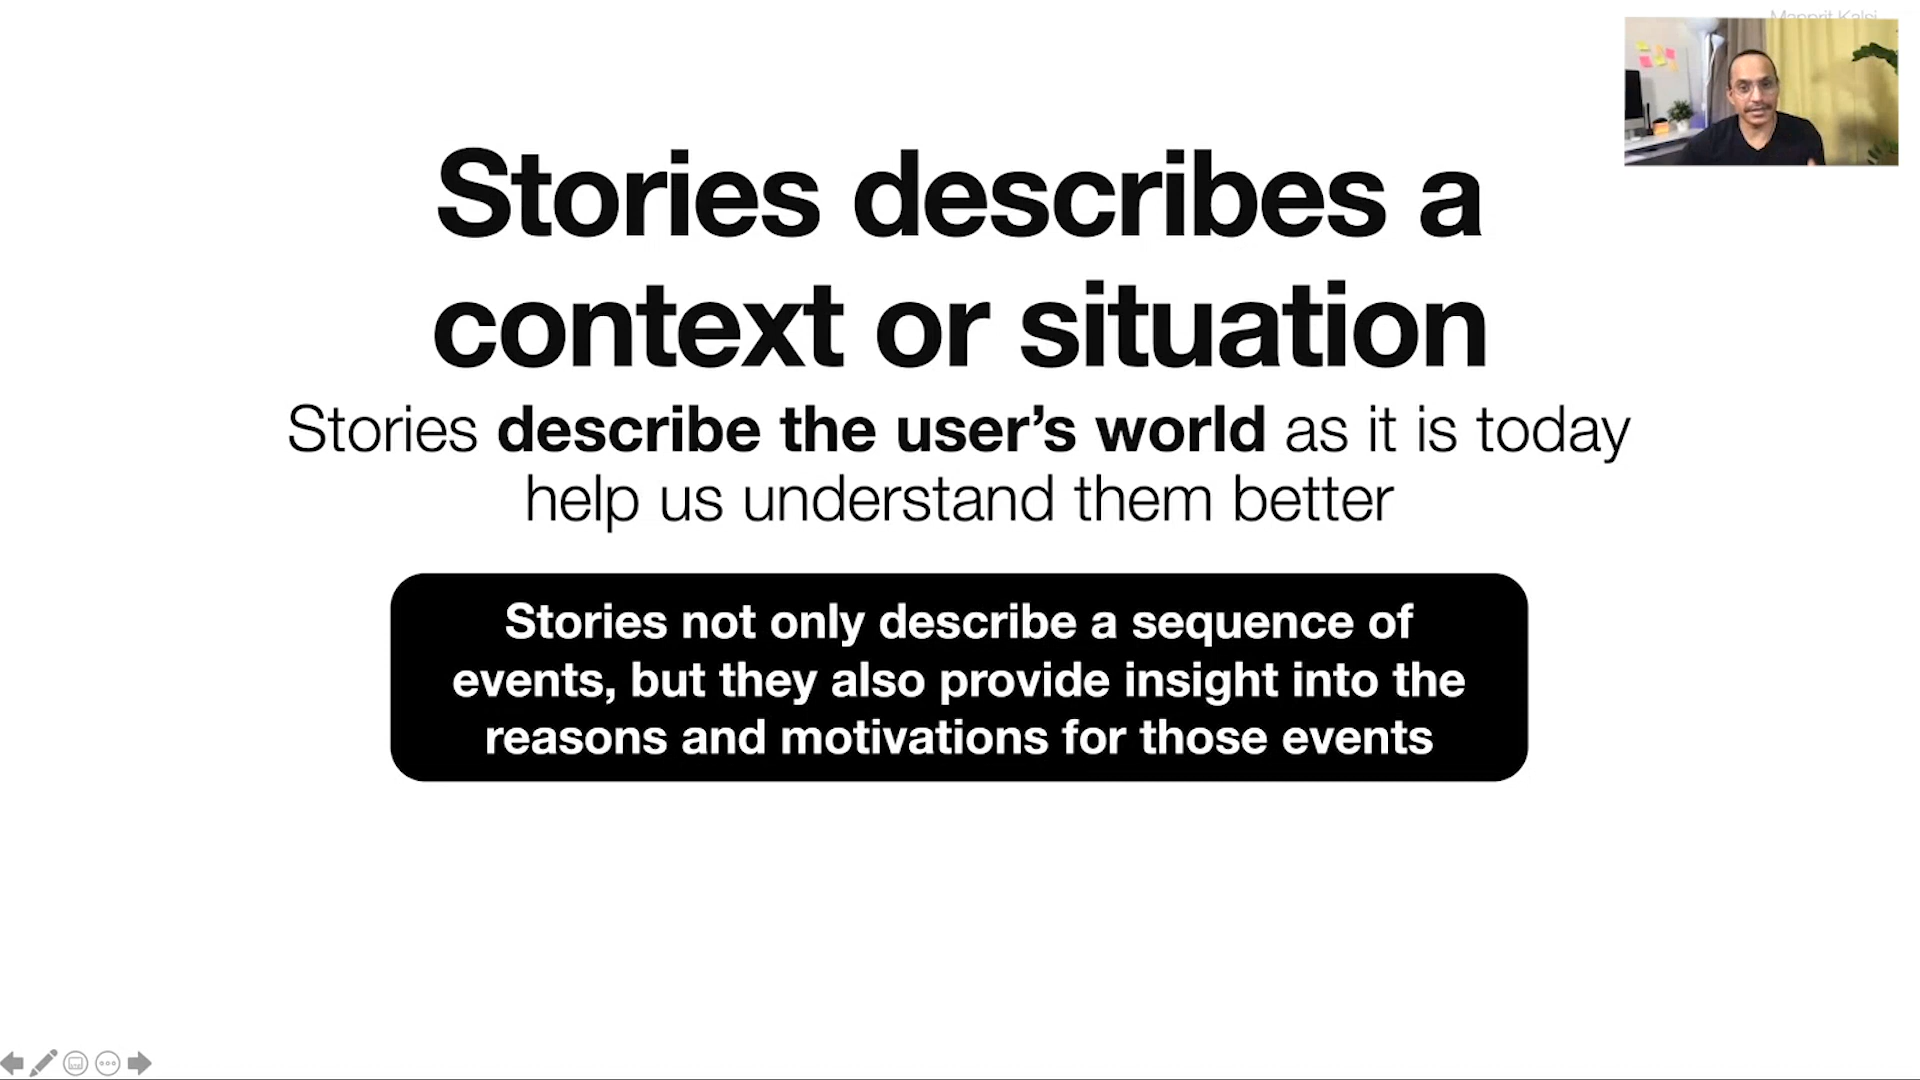 Stories describes a
context or situation
Stories describe the user’s world as it is today
help us understand them better
Stories not only describe a sequence of
events, but they also provide insight into the
reasons and motivations for those events